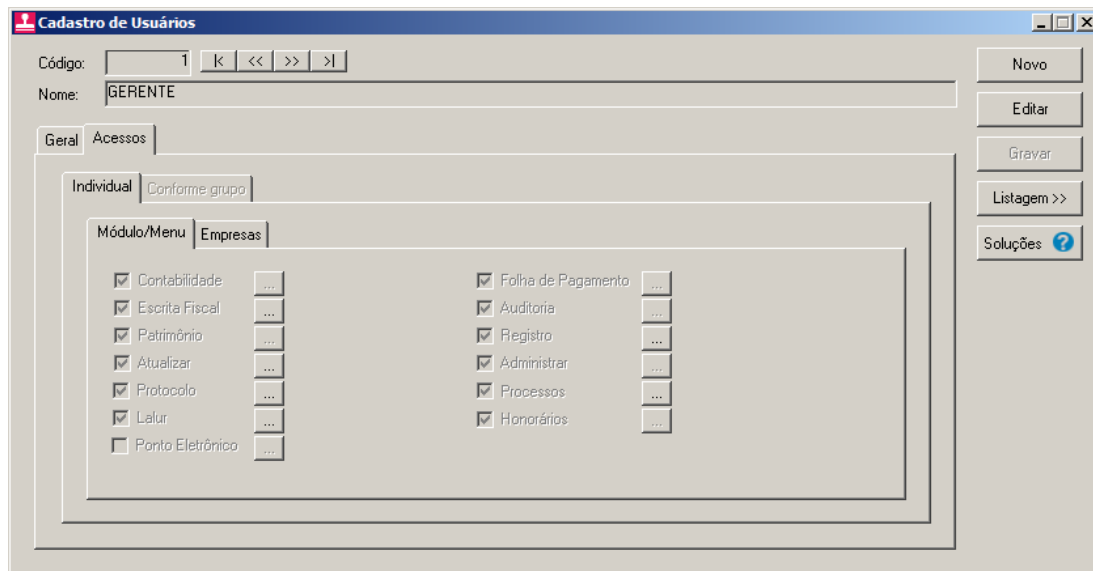 Cadastro de Usuários
Código: 1 |< << >> >|
Novo
Nome: GERENTE
Editar
Geral Acessos
Gravar
Individual Conforme grupo
Listagem >>
Módulo/Menu Empresas
Soluções ?
Contabilidade ... Folha de Pagamento ...
Escrita Fiscal ... Auditoria ...
Patrimônio ... Registro ...
Atualizar ... Administrar ...
Protocolo ... Processos ...
Lalur ... Honorários ...
Ponto Eletrônico ...